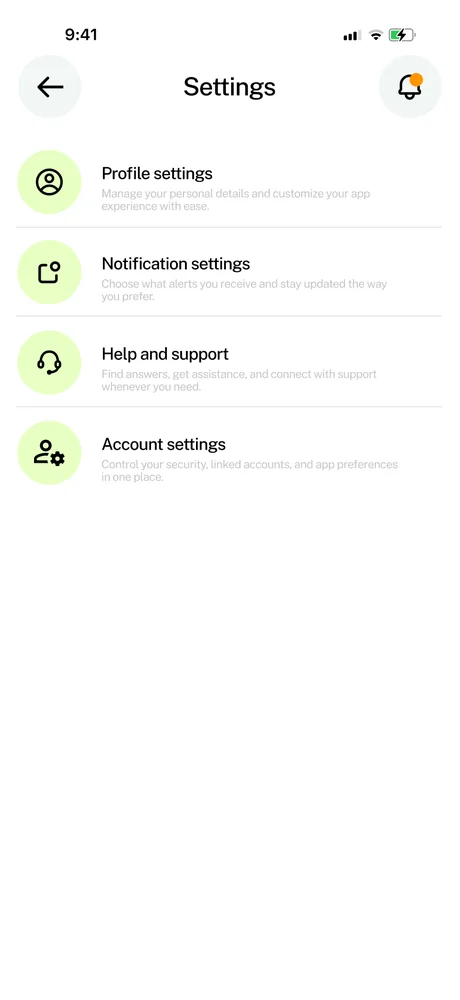 9:41
Settings
Profile settings
Manage your personal details and customize your app
experience with ease.
Notification settings
Choose what alerts you receive and stay updated the way
you prefer.
Help and support
Find answers, get assistance, and connect with support
whenever you need.
Account settings
Control your security, linked accounts, and app preferences
in one place.